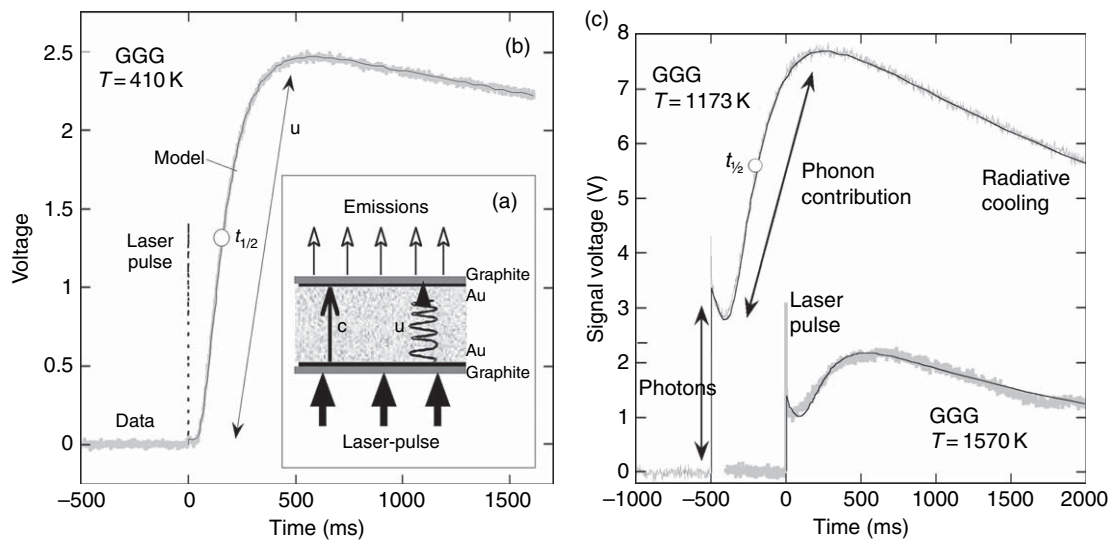 (b)
GGG
T = 410 K
2.5
2
1.5
1
0.5
0
Voltage
u
Model
t1/2
Laser
pulse
Data
−500
0
500
1000
1500
Time (ms)
(a)
Emissions
Graphite
Au
c
u
Au
Graphite
Laser-pulse
(c)
8
7
6
5
4
3
2
1
0
Signal voltage (V)
GGG
T = 1173 K
t½
Phonon
contribution
Radiative
cooling
Laser
pulse
Photons
GGG
T = 1570 K
−1000
−500
0
500
1000
1500
2000
Time (ms)